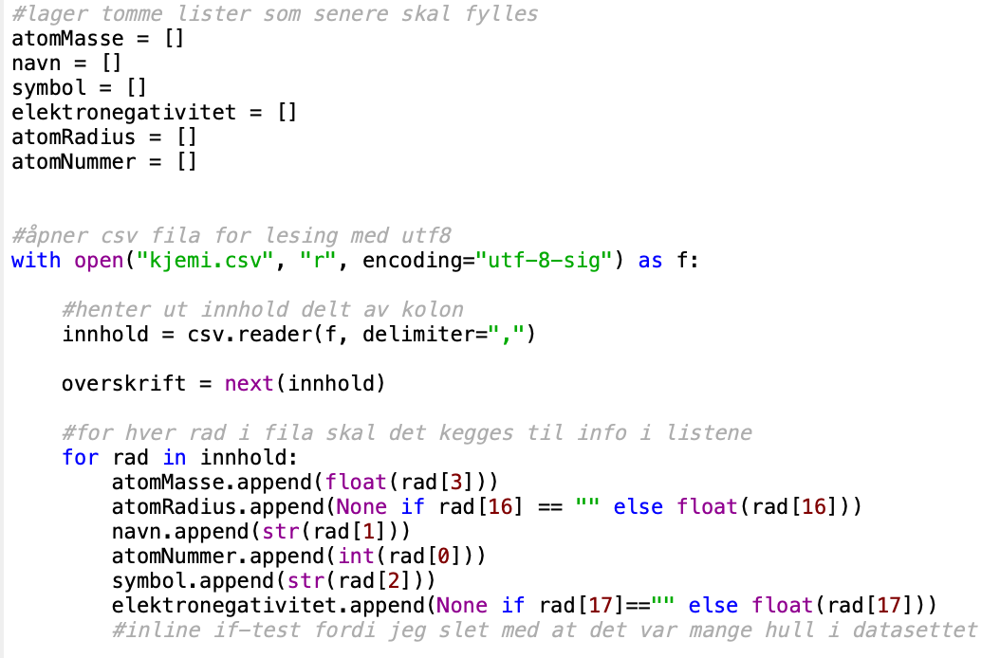 #lager tomme lister som senere skal fylles
atomMasse = []
navn = []
symbol = []
elektronegativitet = []
atomRadius = []
atomNummer = []
#åpner csv fila for lesing med utf8
with open("kjemi.csv", "r", encoding="utf-8-sig") as f:
    #henter ut innhold delt av kolon
    innhold = csv.reader(f, delimiter=",")
    overskrift = next(innhold)
    #for hver rad i fila skal det kegges til info i listene
    for rad in innhold:
        atomMasse.append(float(rad[3]))
        atomRadius.append(None if rad[16] == "" else float(rad[16]))
        navn.append(str(rad[1]))
        atomNummer.append(int(rad[0]))
        symbol.append(str(rad[2]))
        elektronegativitet.append(None if rad[17]=="" else float(rad[17]))
        #inline if-test fordi jeg slet med at det var mange hull i datasettet